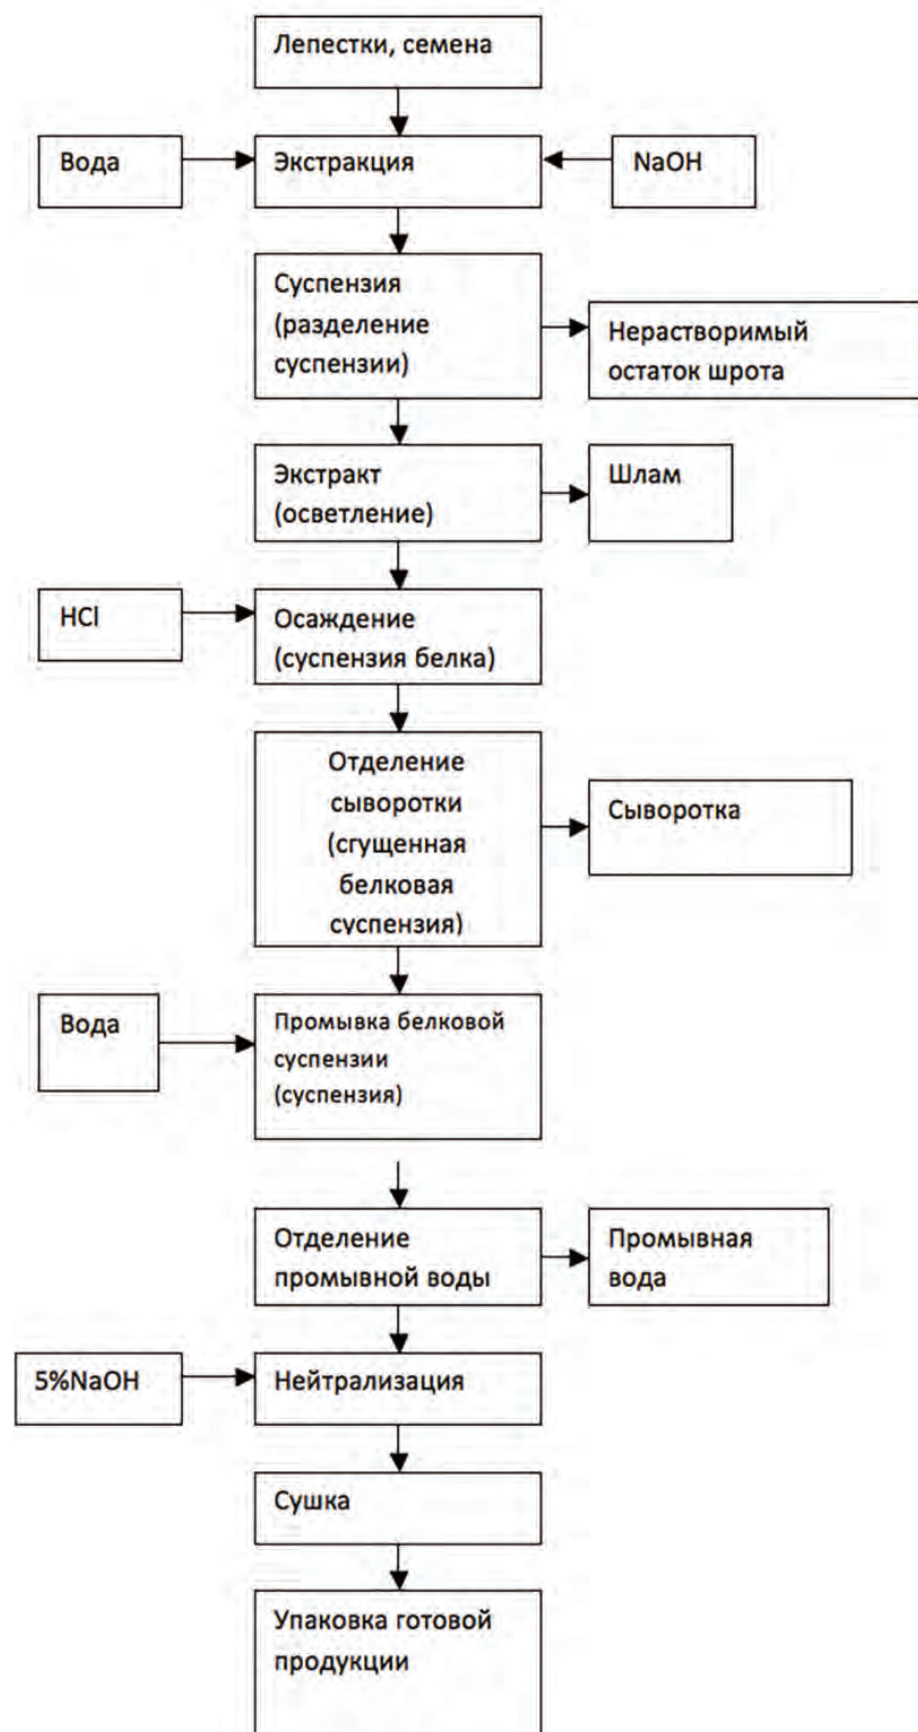 Лепестки, семена
Вода
Экстракция
NaOH
Суспензия
(разделение
суспензии)
Нерастворимый
остаток шрота
Экстракт
(осветление)
Шлам
HCl
Осаждение
(суспензия белка)
Отделение
сыворотки
(сгущенная
белковая
суспензия)
Сыворотка
Вода
Промывка белковой
суспензии
(суспензия)
Отделение
промывной воды
Промывная
вода
5%NaOH
Нейтрализация
Сушка
Упаковка готовой
продукции